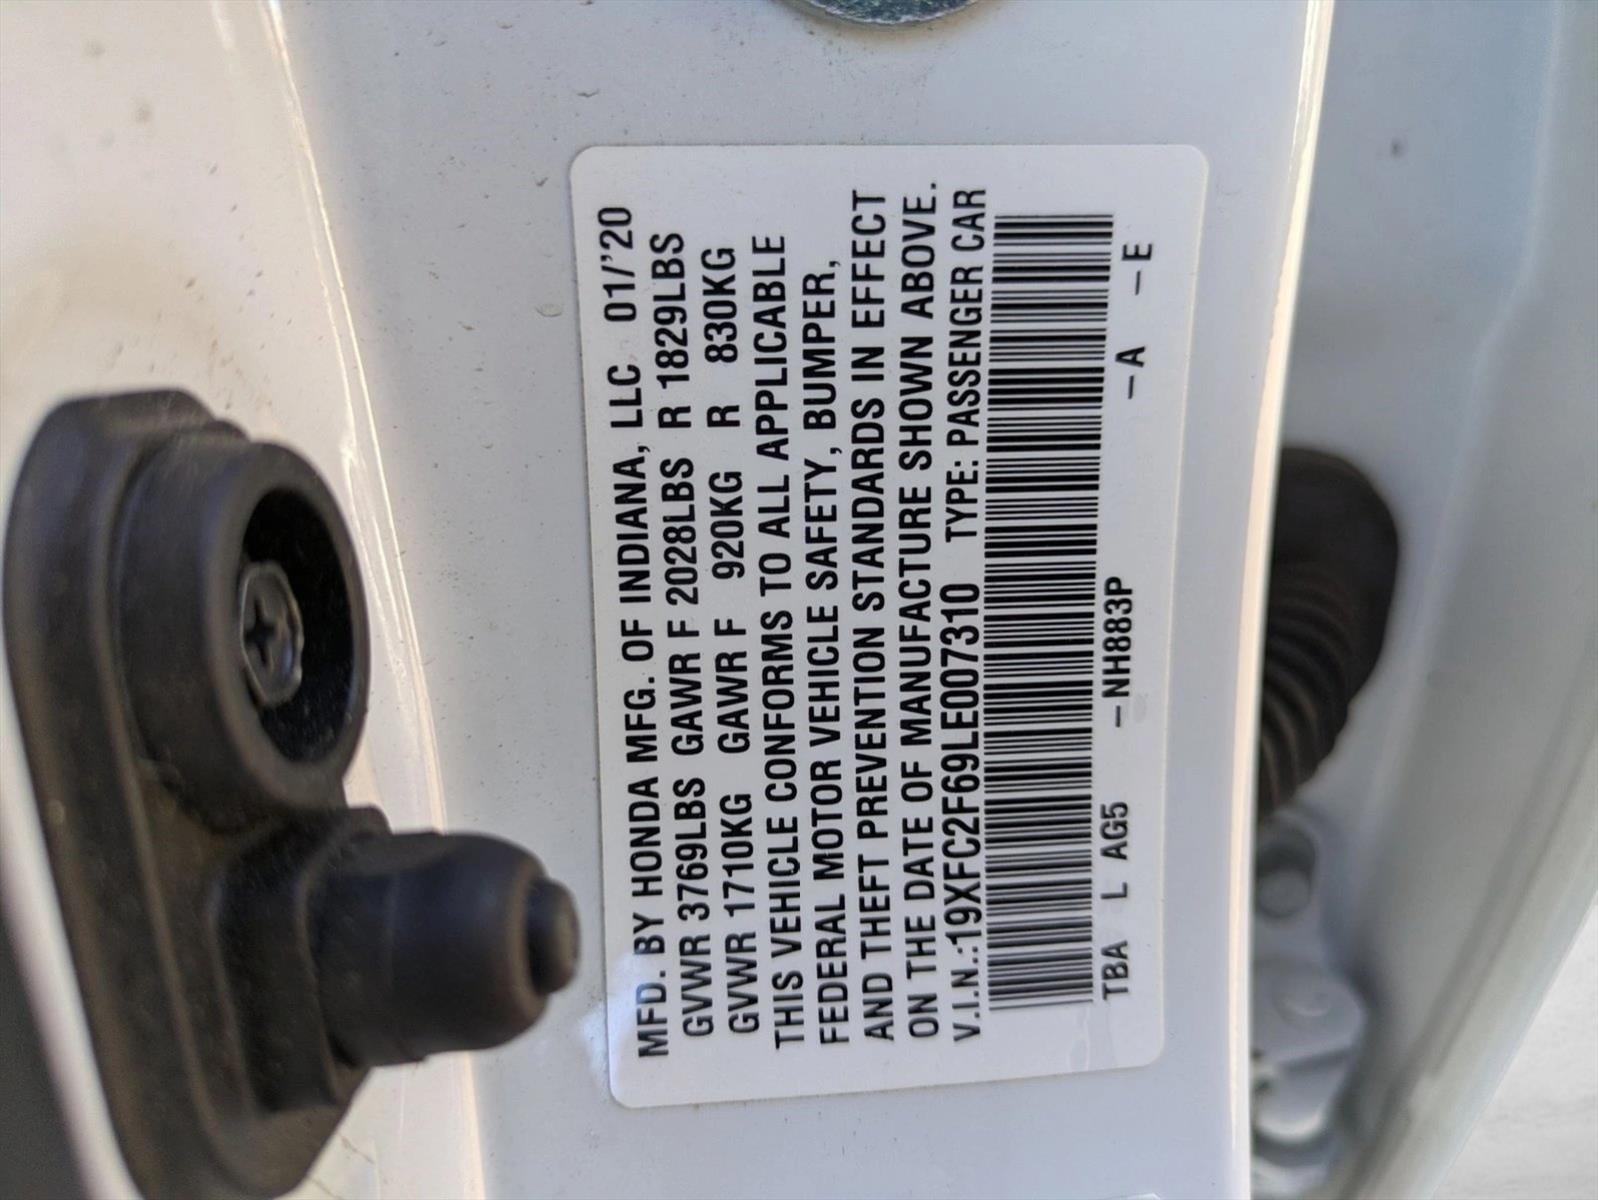 MFD. BY HONDA MFG. OF INDIANA, LLC 01/'20
GVWR 3769LBS GAWR F 2028LBS R 1829LBS
GVWR 1710KG GAWR F 920KG R 830KG
THIS VEHICLE CONFORMS TO ALL APPLICABLE
FEDERAL MOTOR VEHICLE SAFETY, BUMPER,
AND THEFT PREVENTION STANDARDS IN EFFECT
ON THE DATE OF MANUFACTURE SHOWN ABOVE.
V.I.N.:19XFC2F69LE007310 TYPE: PASSENGER CAR
TBA L AG5 -NH883P -A -E